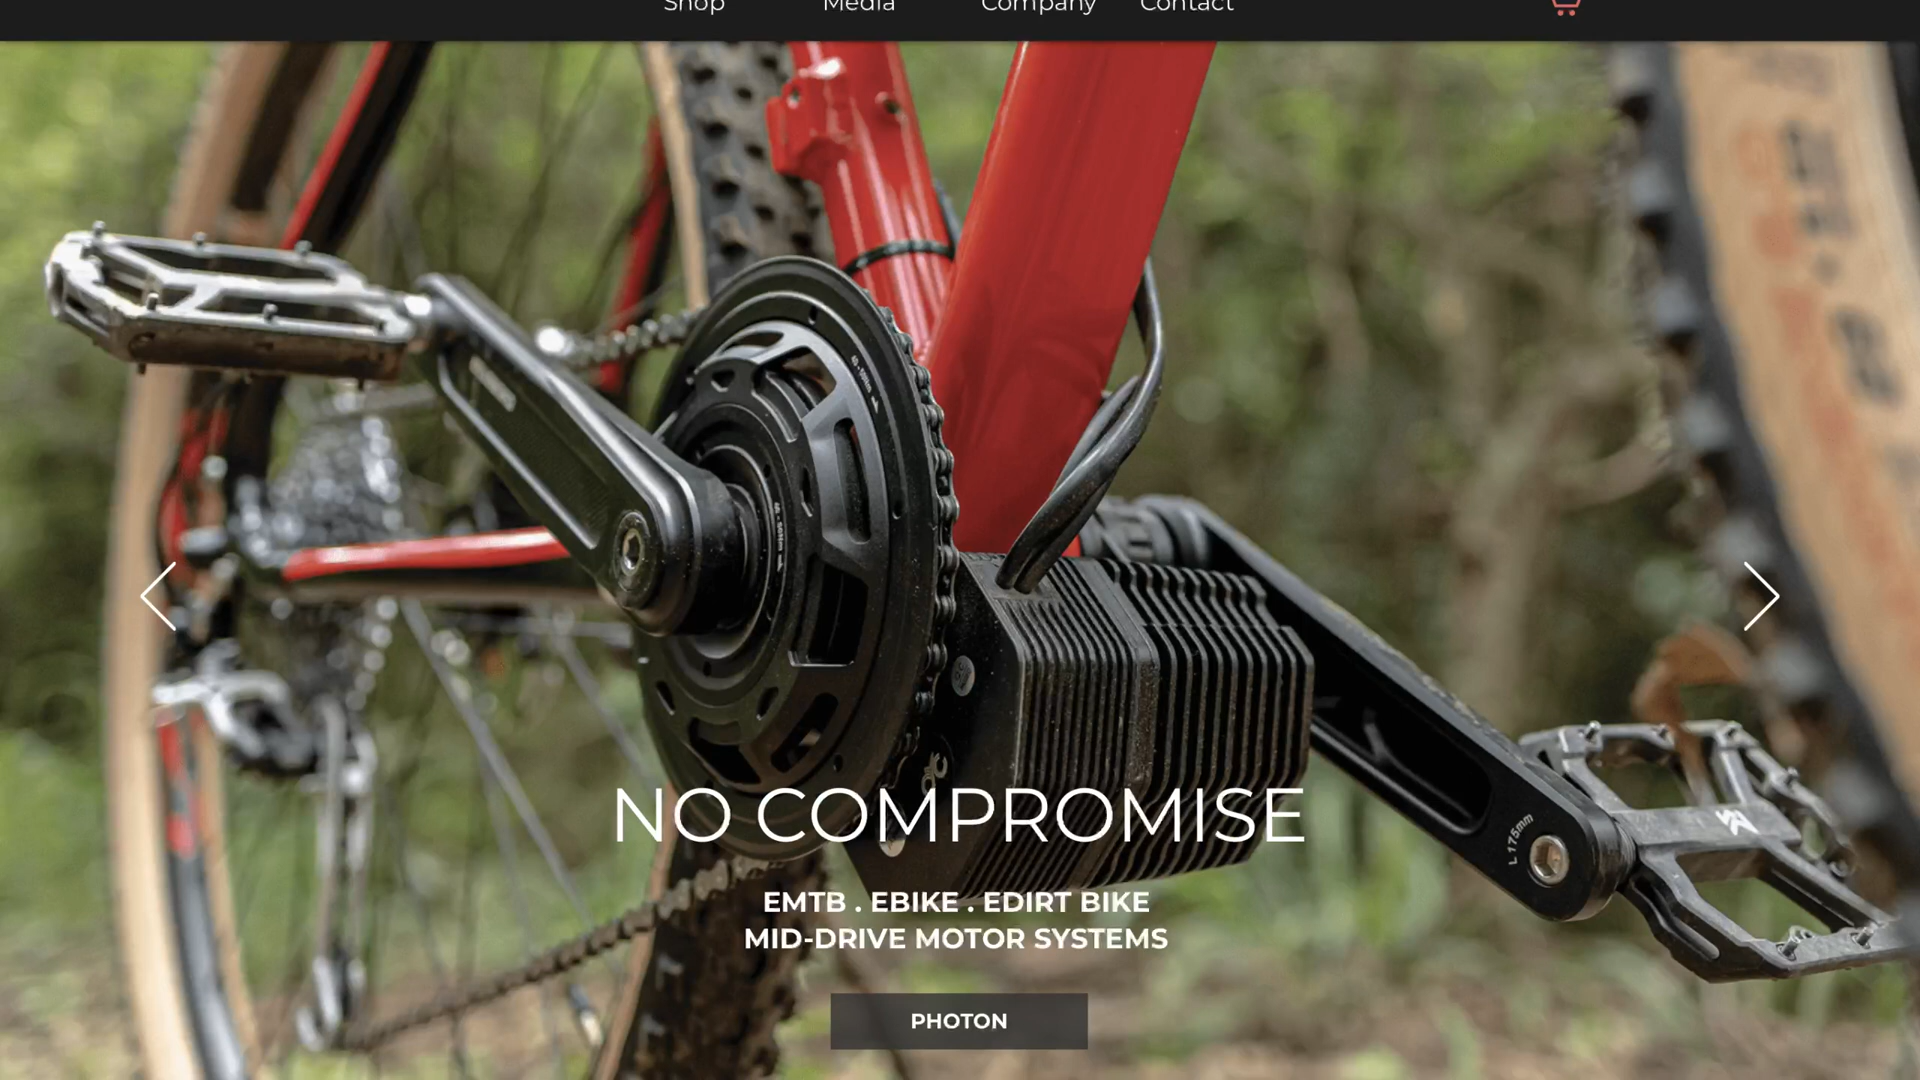 Shop
Media
Company
Contact
L 175mm
NO COMPROMISE
EMTB . EBIKE . EDIRT BIKE
MID-DRIVE MOTOR SYSTEMS
PHOTON